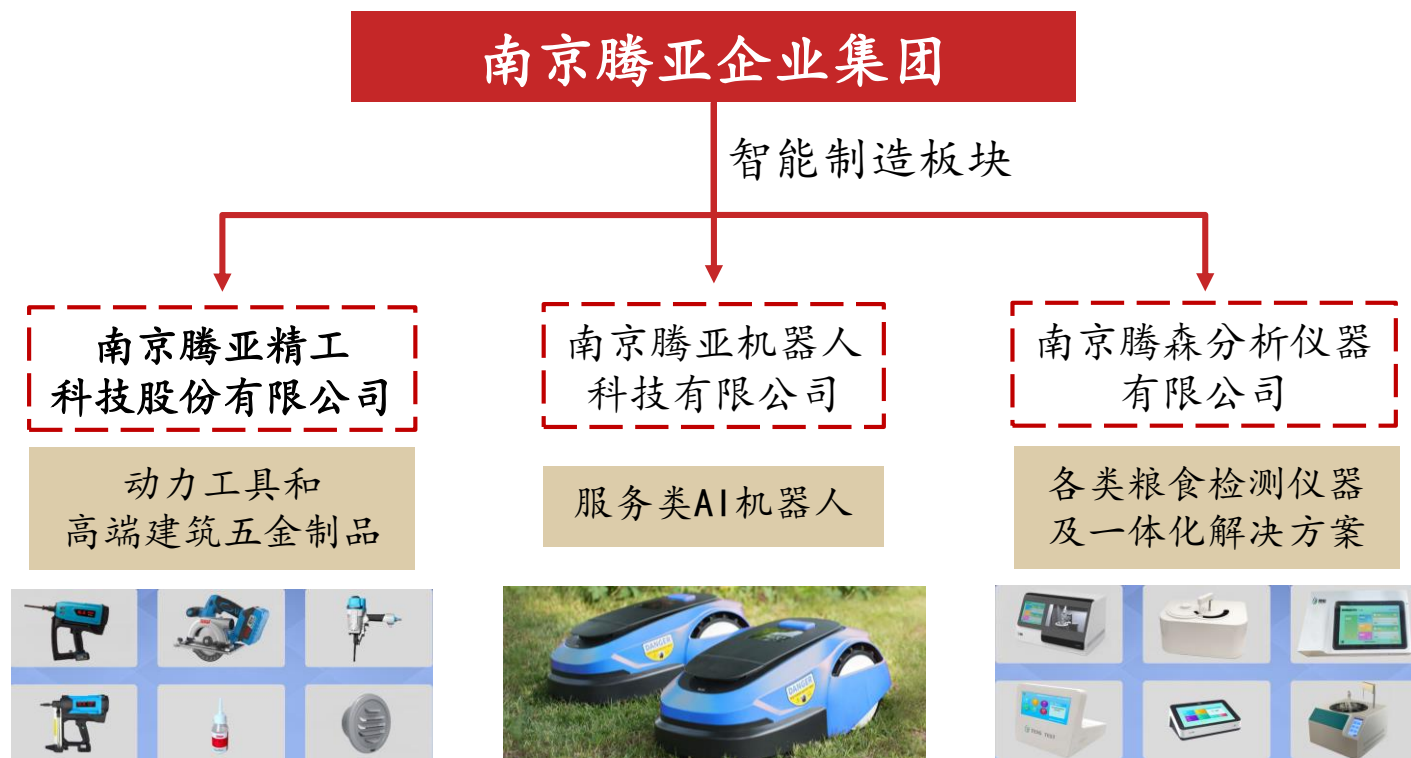 南京腾亚企业集团
智能制造板块
南京腾亚精工
科技股份有限公司
南京腾亚机器人
科技有限公司
南京腾森分析仪器
有限公司
动力工具和
高端建筑五金制品
服务类AI机器人
各类粮食检测仪器
及一体化解决方案
DANGER
DANGER